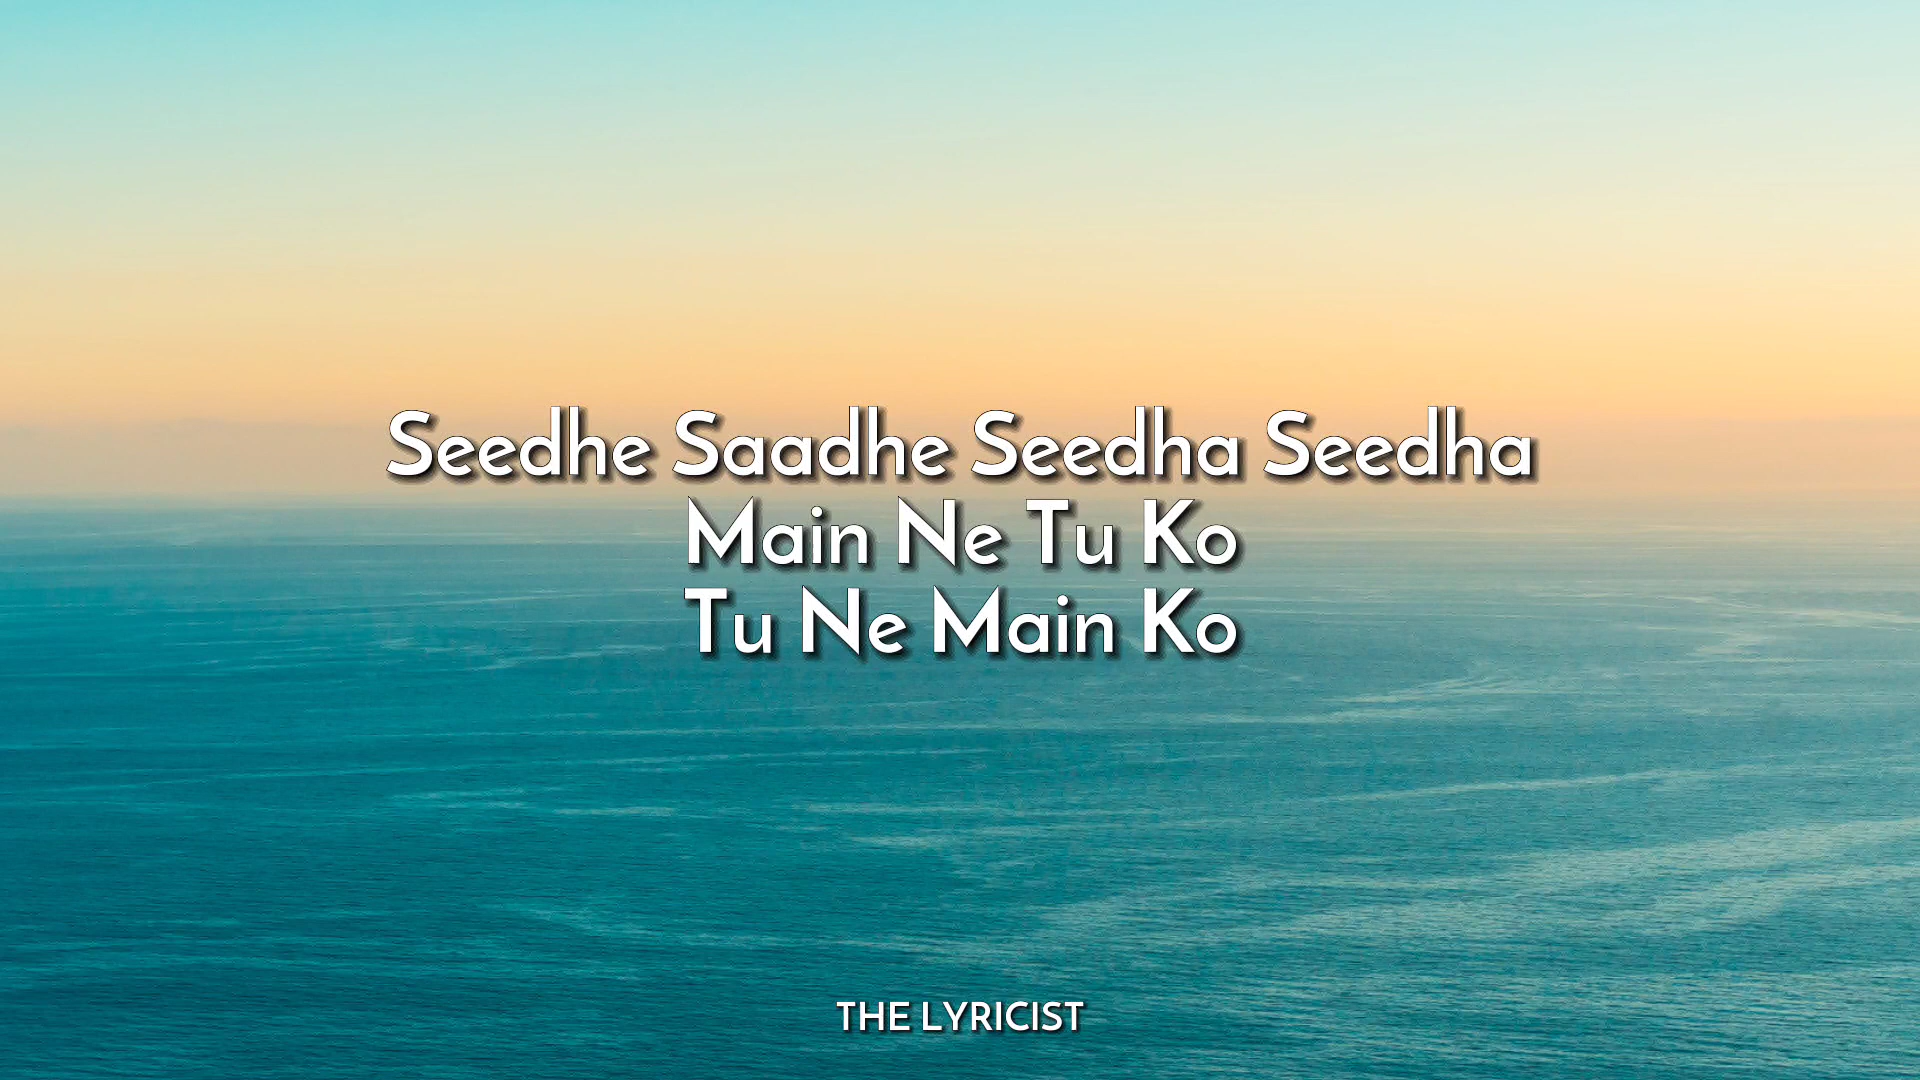 Seedhe Saadhe Seedha Seedha
Main Ne Tu Ko
Tu Ne Main Ko
THE LYRICIST